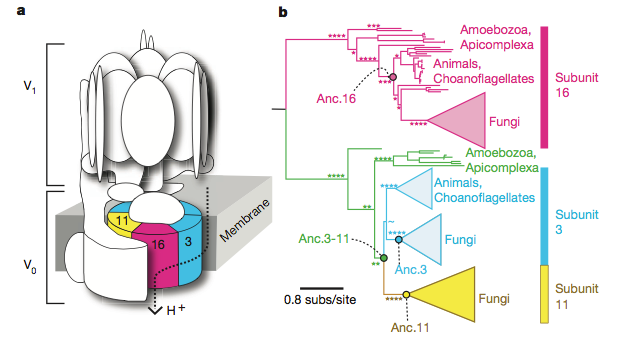 a
V1
V0
11
16
3
Membrane
H+
b
****
***
****
*
***
*
*
****
Anc.16
Amoebozoa,
Apicomplexa
Animals,
Choanoflagellates
Fungi
Subunit
16
****
****
**
****
~
****
**
****
Amoebozoa,
Apicomplexa
Animals,
Choanoflagellates
Anc.3-11
Fungi
Anc.3
Subunit
3
0.8 subs/site
Fungi
Anc.11
Subunit
11